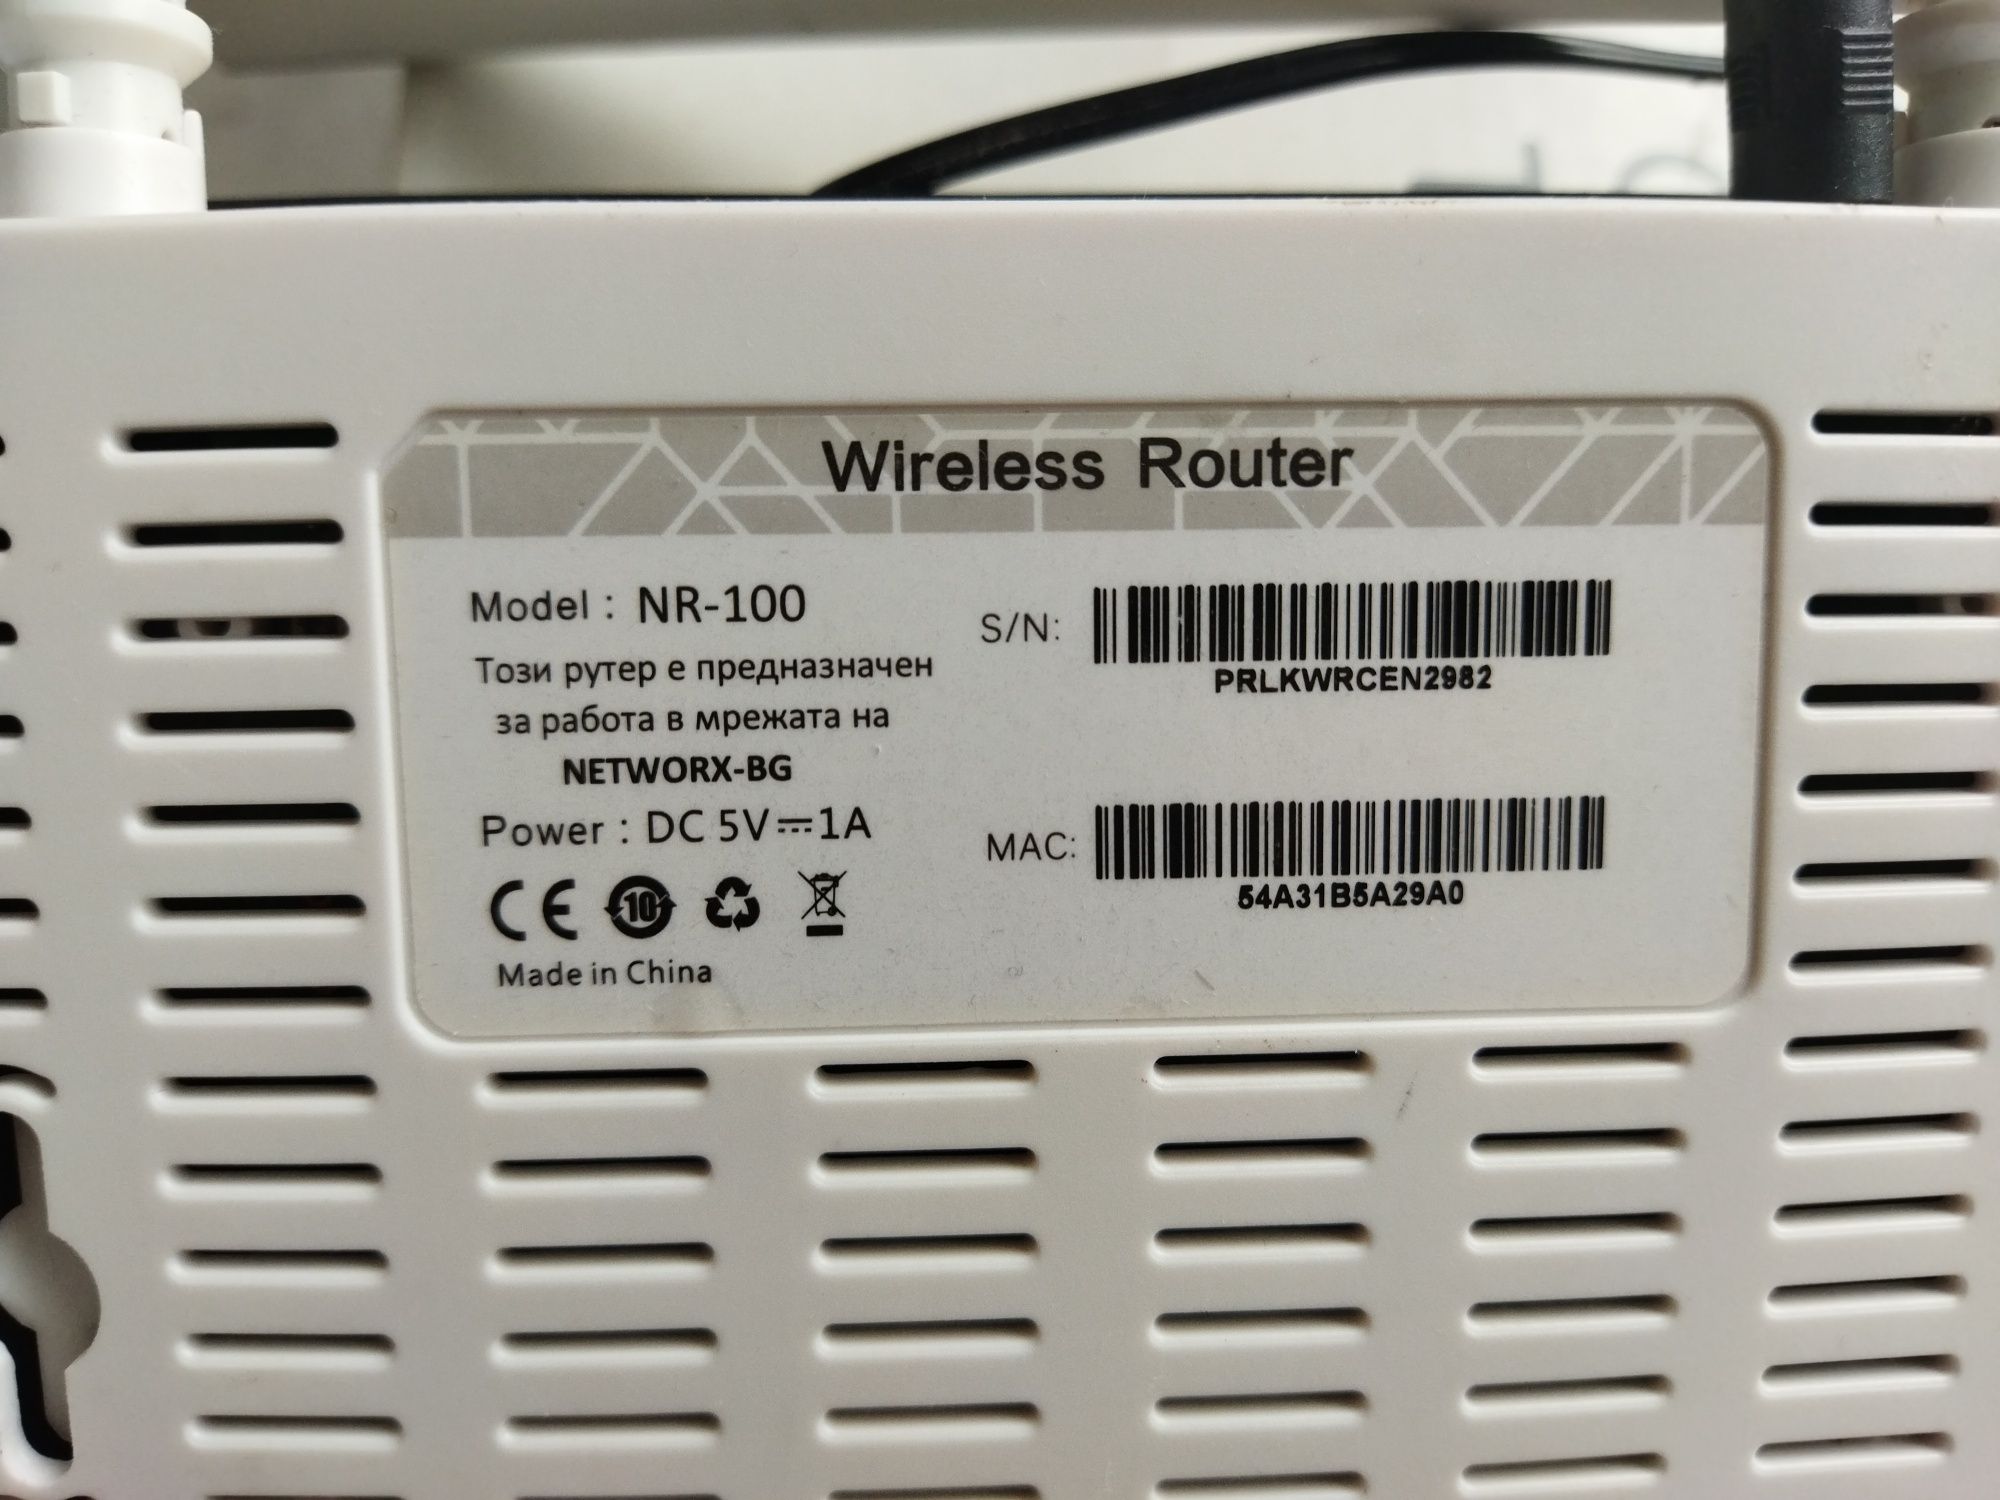 Wireless Router
Model : NR-100
Този рутер е предназначен
за работа в мрежата на
NETWORX-BG
Power : DC 5V⎓1A
CE 10
Made in China
S/N:
PRLKWRCEN2982
MAC:
54A31B5A29A0